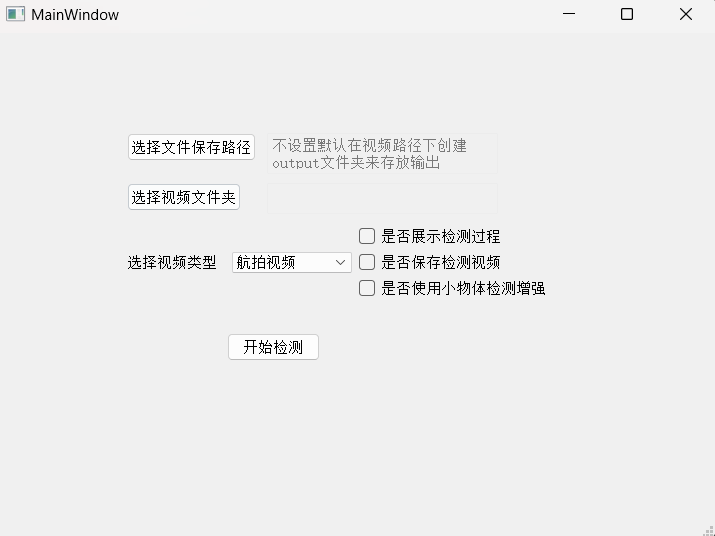 MainWindow
选择文件保存路径
不设置默认在视频路径下创建
output文件夹来存放输出
选择视频文件夹
是否展示检测过程
选择视频类型
航拍视频
是否保存检测视频
是否使用小物体检测增强
开始检测